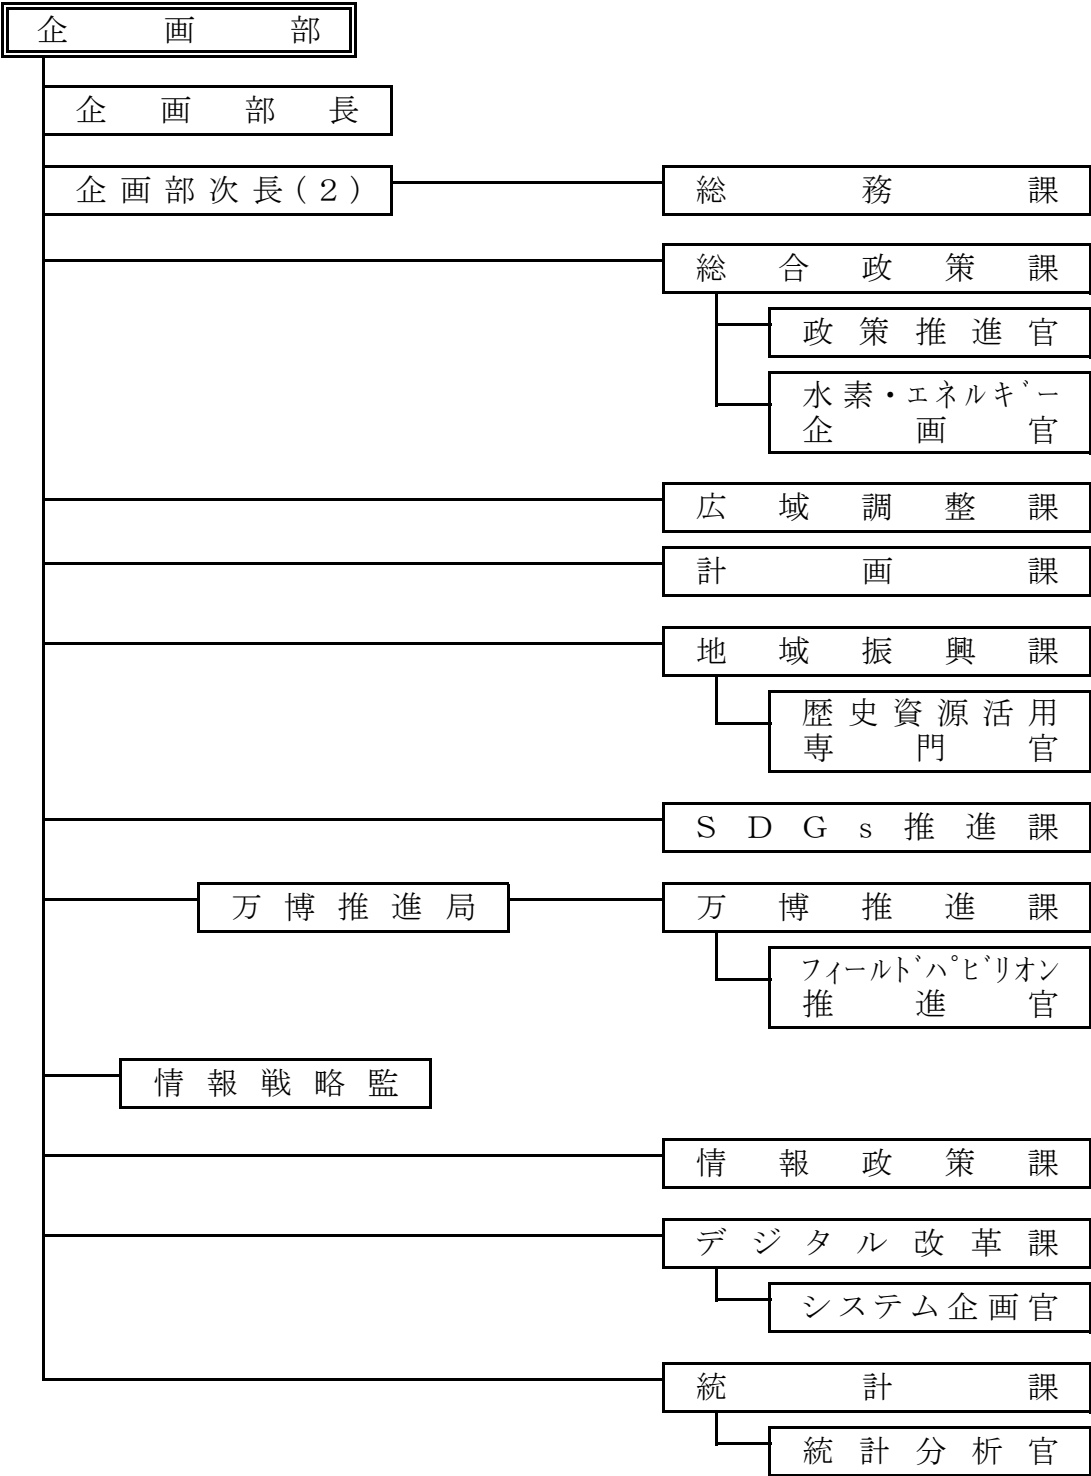 企画部
企画部長
企画部次長(２) 総務課
総合政策課
政策推進官
水素・ｴﾈﾙｷﾞｰ
企画官
広域調整課
計画課
地域振興課
歴史資源活用
専門官
ＳＤＧｓ推進課
万博推進局 万博推進課
ﾌｨｰﾙﾄﾞﾊﾟﾋﾞﾘｵﾝ
推進官
情報戦略監
情報政策課
デジタル改革課
システム企画官
統計課
統計分析官